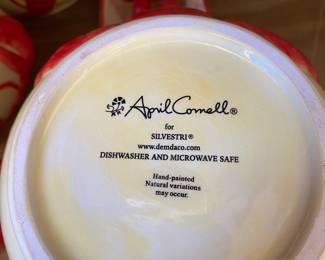 April Cornell®
for
SILVESTRI®
www.demdaco.com
DISHWASHER AND MICROWAVE SAFE
Hand-painted
Natural variations
may occur.